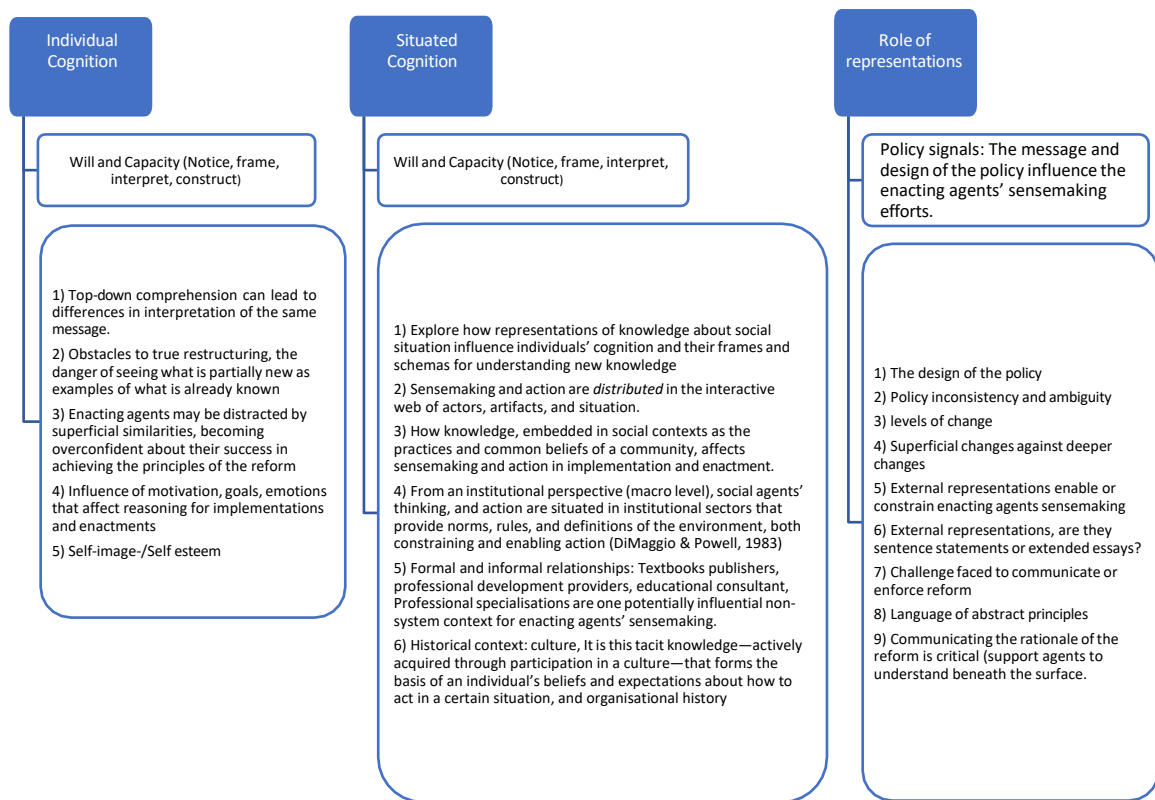 Individual
Cognition
Will and Capacity (Notice, frame,
interpret, construct)
1) Top-down comprehension can lead to
differences in interpretation of the same
message.
2) Obstacles to true restructuring, the
danger of seeing what is partially new as
examples of what is already known
3) Enacting agents may be distracted by
superficial similarities, becoming
overconfident about their success in
achieving the principles of the reform
4) Influence of motivation, goals, emotions
that affect reasoning for implementations
and enactments
5) Self-image-/Self esteem
Situated
Cognition
Will and Capacity (Notice, frame, interpret,
construct)
1) Explore how representations of knowledge about social
situation influence individuals’ cognition and their frames and
schemas for understanding new knowledge
2) Sensemaking and action are distributed in the interactive
web of actors, artifacts, and situation.
3) How knowledge, embedded in social contexts as the
practices and common beliefs of a community, affects
sensemaking and action in implementation and enactment.
4) From an institutional perspective (macro level), social agents’
thinking, and action are situated in institutional sectors that
provide norms, rules, and definitions of the environment, both
constraining and enabling action (DiMaggio & Powell, 1983)
5) Formal and informal relationships: Textbooks publishers,
professional development providers, educational consultant,
Professional specialisations are one potentially influential non-
system context for enacting agents’ sensemaking.
6) Historical context: culture, It is this tacit knowledge—actively
acquired through participation in a culture—that forms the
basis of an individual’s beliefs and expectations about how to
act in a certain situation, and organisational history
Role of
representations
Policy signals: The message and
design of the policy influence the
enacting agents’ sensemaking
efforts.
1) The design of the policy
2) Policy inconsistency and ambiguity
3) levels of change
4) Superficial changes against deeper
changes
5) External representations enable or
constrain enacting agents sensemaking
6) External representations, are they
sentence statements or extended essays?
7) Challenge faced to communicate or
enforce reform
8) Language of abstract principles
9) Communicating the rationale of the
reform is critical (support agents to
understand beneath the surface.